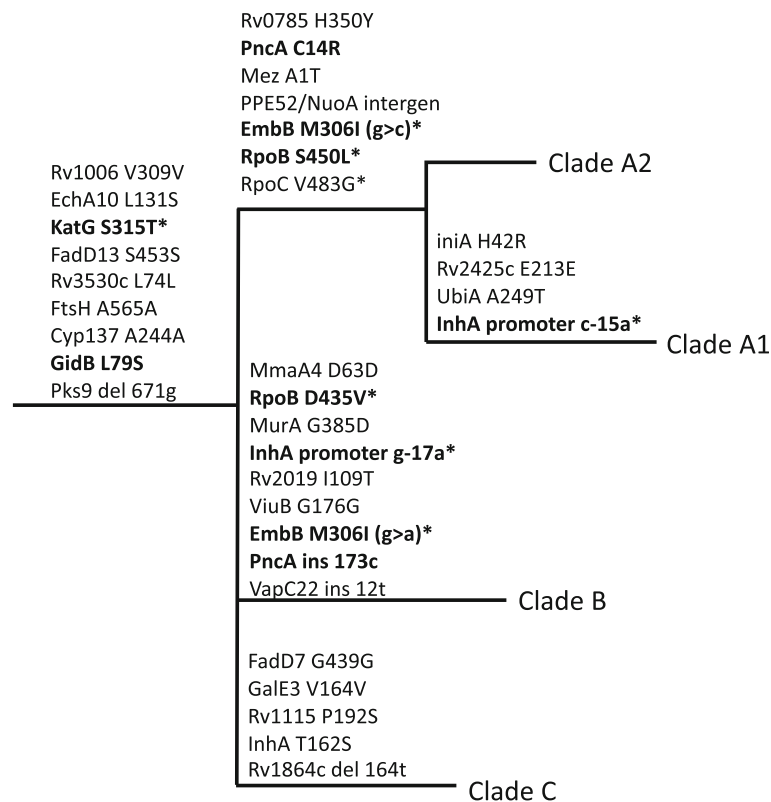 Rv0785 H350Y
PncA C14R
Mez A1T
PPE52/NuoA intergen
EmbB M306I (g>c)*
RpoB S450L*
RpoC V483G*
Clade A2
Rv1006 V309V
EchA10 L131S
KatG S315T*
FadD13 S453S
Rv3530c L74L
FtsH A565A
Cyp137 A244A
GidB L79S
Pks9 del 671g
iniA H42R
Rv2425c E213E
UbiA A249T
InhA promoter c-15a*
Clade A1
MmaA4 D63D
RpoB D435V*
MurA G385D
InhA promoter g-17a*
Rv2019 I109T
ViuB G176G
EmbB M306I (g>a)*
PncA ins 173c
VapC22 ins 12t
Clade B
FadD7 G439G
GalE3 V164V
Rv1115 P192S
InhA T162S
Rv1864c del 164t
Clade C